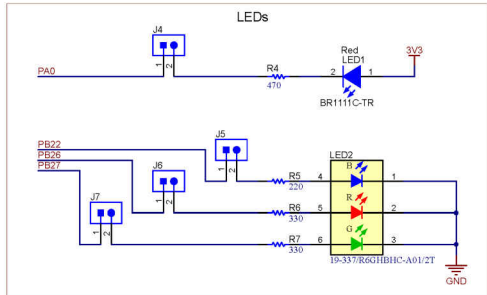 LEDs
J4
1
2
PA0
R4
470
Red
LED1
2
1
BR1111C-TR
3V3
PB22
PB26
PB27
J5
1
2
J6
1
2
J7
1
2
R5
220
R6
330
R7
330
LED2
B
4
1
R
5
2
G
6
3
19-337/R6GHBHC-A01/2T
GND